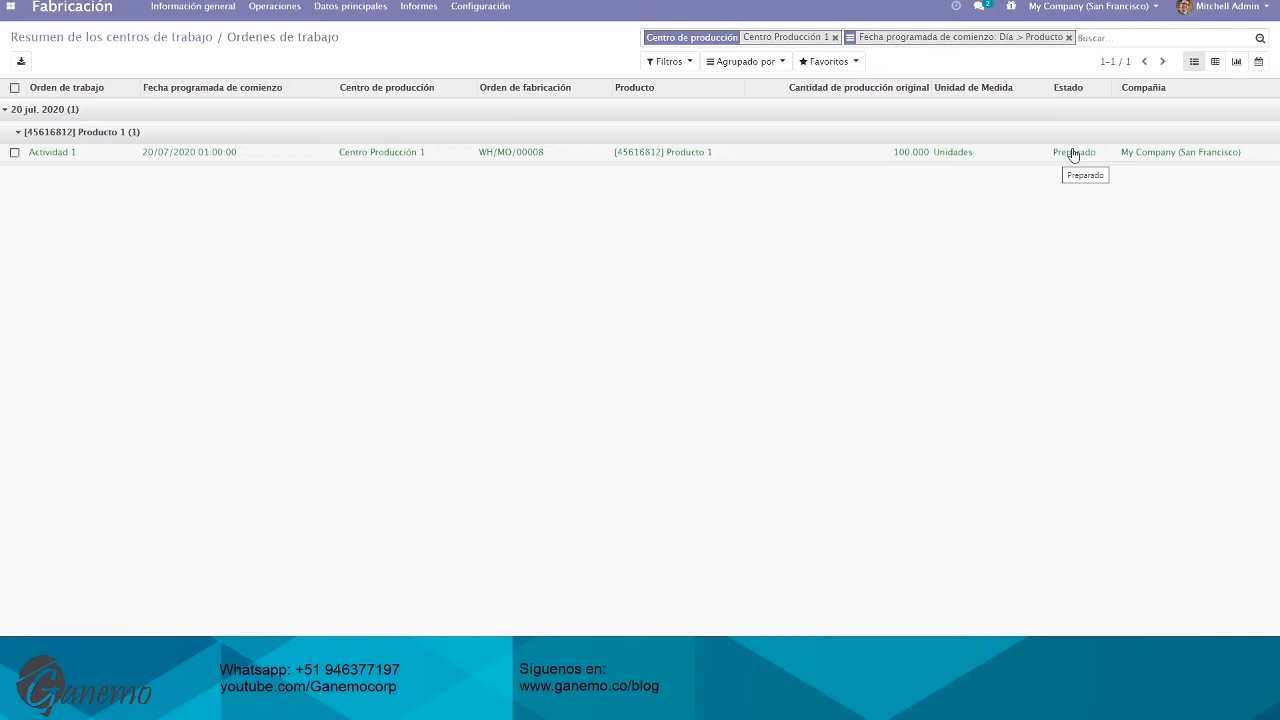 Fabricación Información general Operaciones Datos principales Informes Configuración 2 My Company (San Francisco) Mitchell Admin
Resumen de los centros de trabajo / Ordenes de trabajo
Centro de producción Centro Producción 1 × Fecha programada de comienzo: Día > Producto × Buscar...
Filtros Agrupado por Favoritos 1-1 / 1
Orden de trabajo Fecha programada de comienzo Centro de producción Orden de fabricación Producto Cantidad de producción original Unidad de Medida Estado Compañia
20 jul. 2020 (1)
[45616812] Producto 1 (1)
Actividad 1 20/07/2020 01:00:00 Centro Producción 1 WH/MO/00008 [45616812] Producto 1 100.000 Unidades Preparado My Company (San Francisco)
Preparado
Ganemo
Whatsapp: +51 946377197
youtube.com/Ganemocorp
Síguenos en:
www.ganemo.co/blog